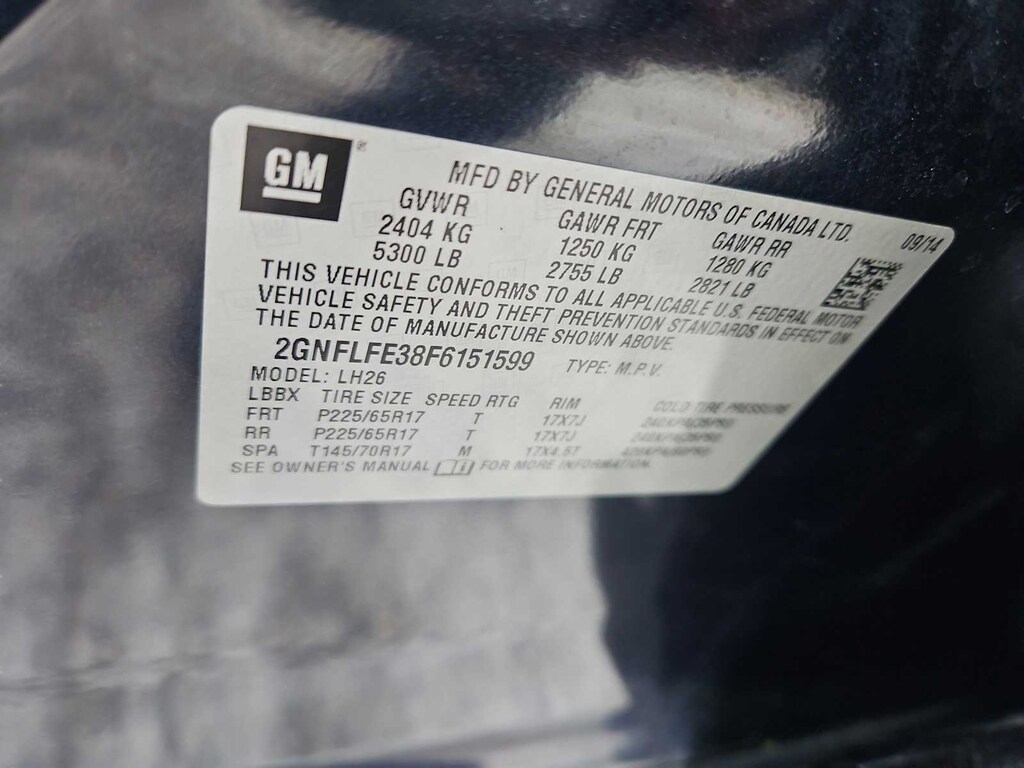 GM
MFD BY GENERAL MOTORS OF CANADA LTD.
GVWR GAWR FRT GAWR RR 09/14
2404 KG 1250 KG 1280 KG
5300 LB 2755 LB 2821 LB
THIS VEHICLE CONFORMS TO ALL APPLICABLE U.S. FEDERAL MOTOR
VEHICLE SAFETY AND THEFT PREVENTION STANDARDS IN EFFECT ON
THE DATE OF MANUFACTURE SHOWN ABOVE.
2GNFLFE38F6151599 TYPE: M.P.V.
MODEL: LH26
LBBX TIRE SIZE SPEED RTG RIM COLD TIRE PRESSURE
FRT P225/65R17 T 17X7J
RR P225/65R17 T 17X7J
SPA T145/70R17 M 17X4.5T
SEE OWNER'S MANUAL FOR MORE INFORMATION.